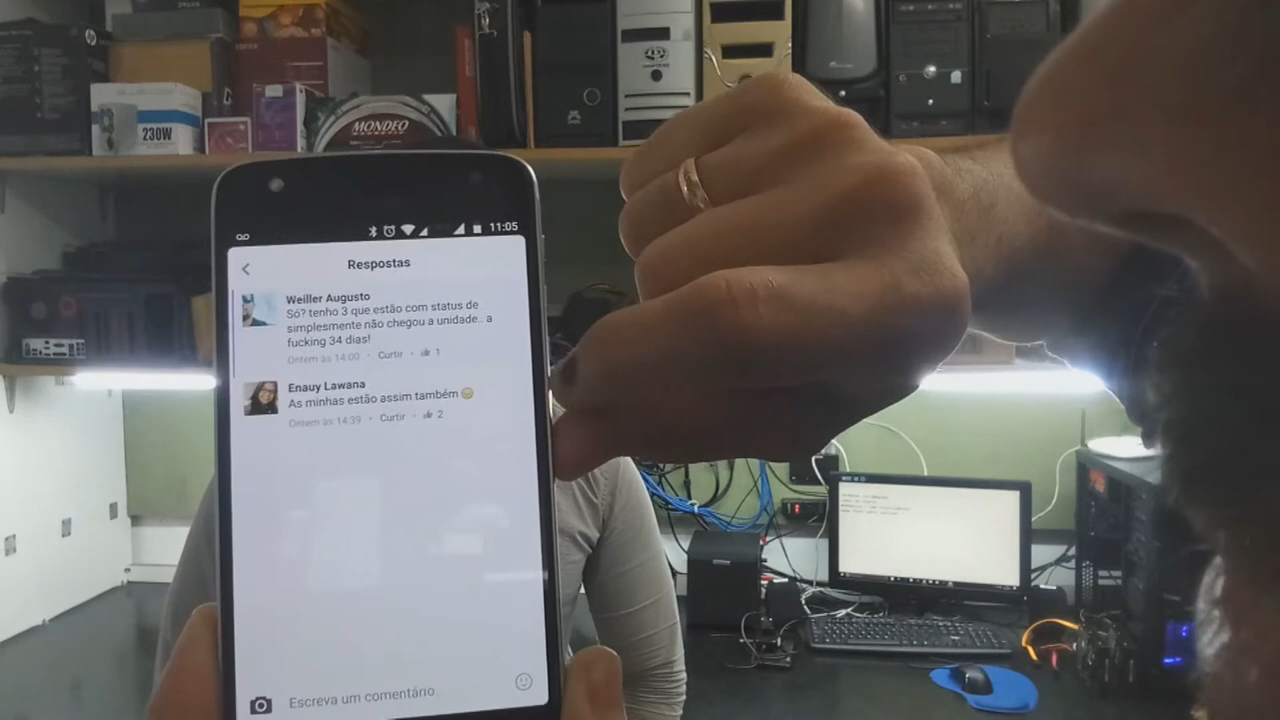 230W
MONDEO
11:05
Respostas
Weiller Augusto
Só? tenho 3 que estão com status de
simplesmente não chegou a unidade.. a
fucking 34 dias!
Ontem às 14:00 · Curtir · 1
Enauy Lawana
As minhas estão assim também
Ontem às 14:39 · Curtir · 2
Escreva um comentário